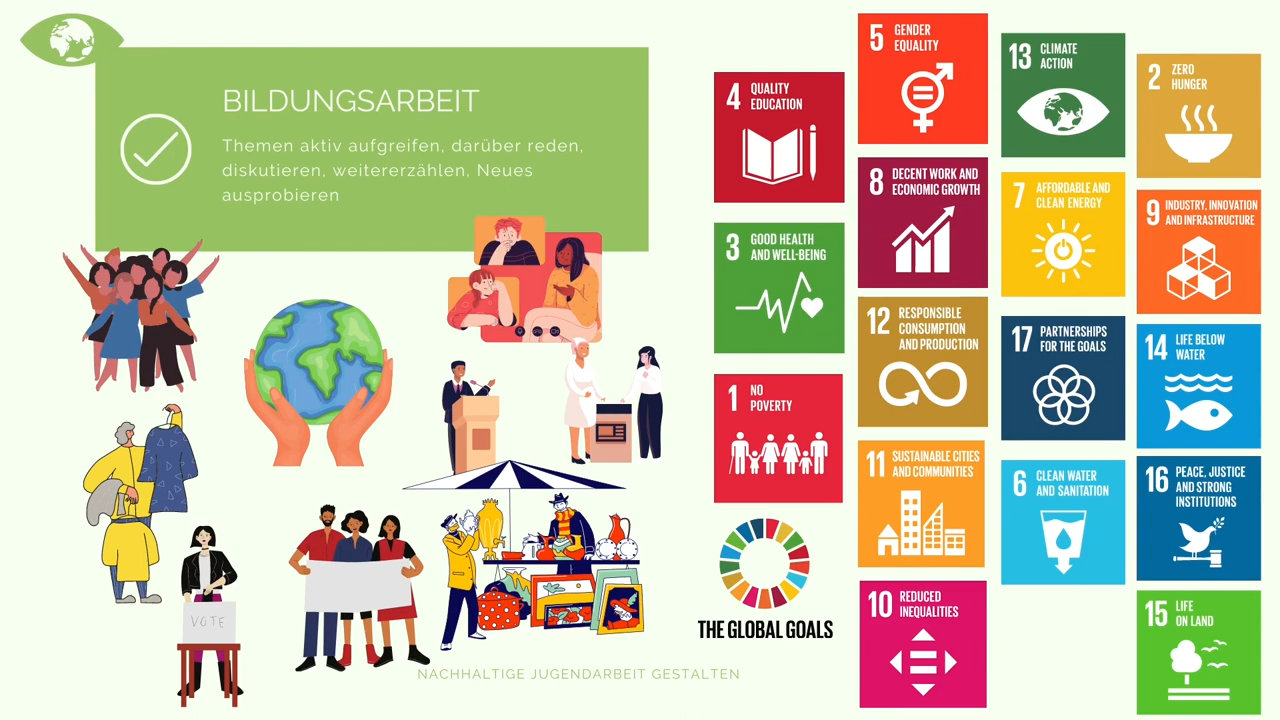 BILDUNGSARBEIT
Themen aktiv aufgreifen, darüber reden,
diskutieren, weitererzählen, Neues
ausprobieren
VOTE
NACHHALTIGE JUGENDARBEIT GESTALTEN
4 QUALITY
EDUCATION
3 GOOD HEALTH
AND WELL-BEING
1 NO
POVERTY
THE GLOBAL GOALS
5 GENDER
EQUALITY
8 DECENT WORK AND
ECONOMIC GROWTH
12 RESPONSIBLE
CONSUMPTION
AND PRODUCTION
11 SUSTAINABLE CITIES
AND COMMUNITIES
10 REDUCED
INEQUALITIES
13 CLIMATE
ACTION
7 AFFORDABLE AND
CLEAN ENERGY
17 PARTNERSHIPS
FOR THE GOALS
6 CLEAN WATER
AND SANITATION
2 ZERO
HUNGER
9 INDUSTRY, INNOVATION
AND INFRASTRUCTURE
14 LIFE BELOW
WATER
16 PEACE, JUSTICE
AND STRONG
INSTITUTIONS
15 LIFE
ON LAND